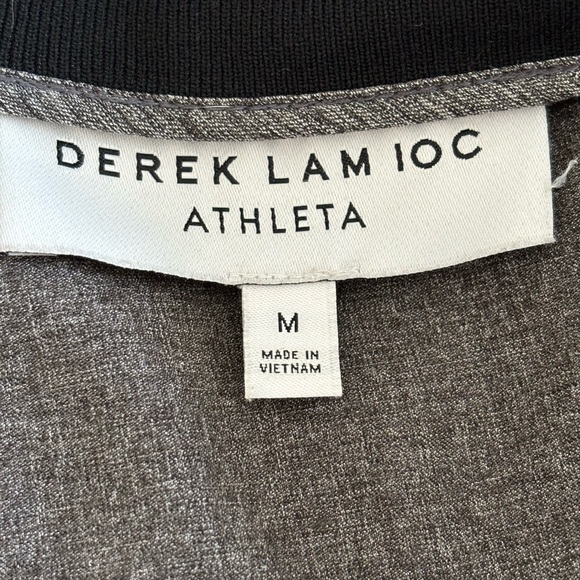 DEREK LAM 10C
ATHLETA
M
MADE IN
VIETNAM